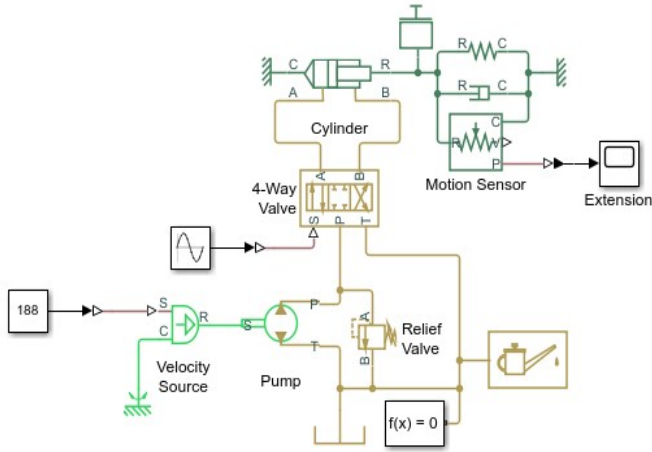 C
R
R
C
A
B
R
C
Cylinder
C
R
V
P
A
B
4-Way
Valve
Motion Sensor
Extension
S
P
T
188
S
C
R
S
P
T
A
B
Relief
Valve
Velocity
Source
Pump
f(x) = 0